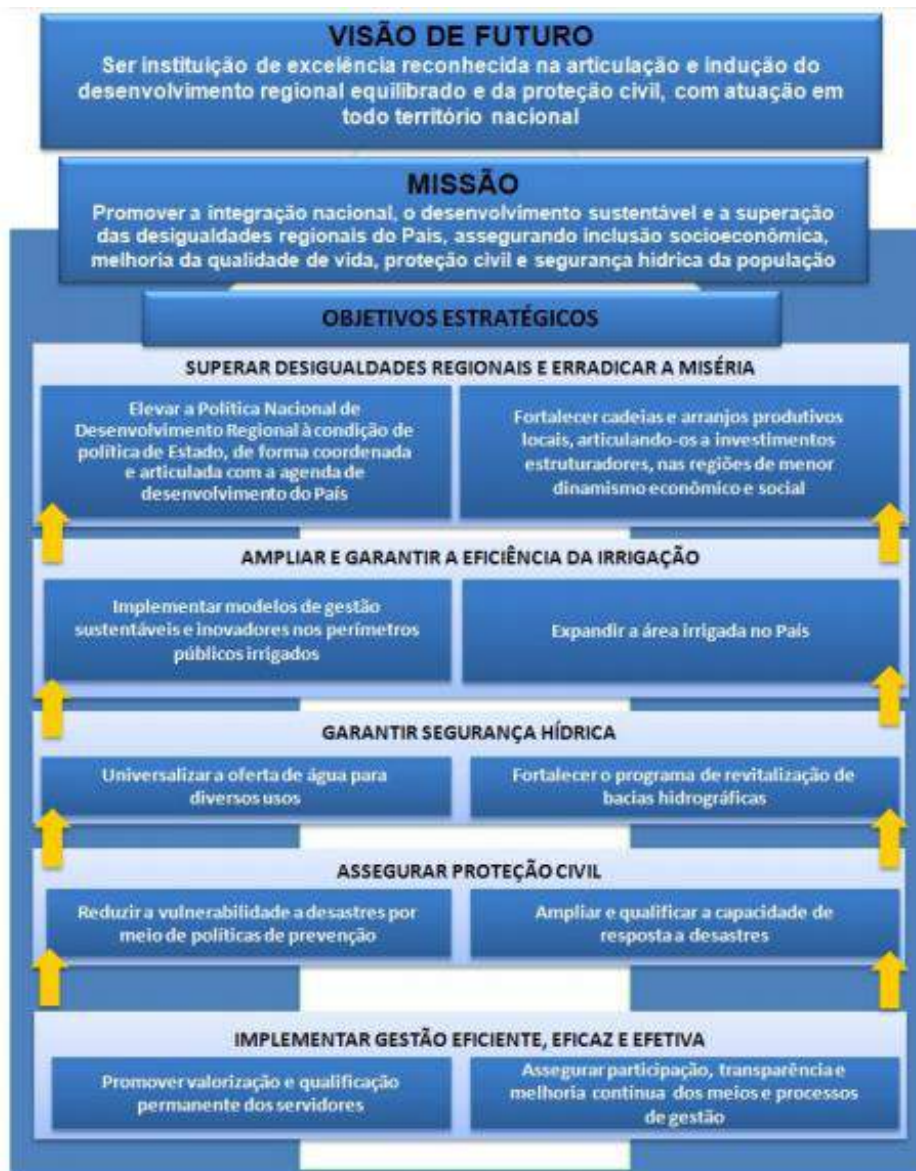 VISÃO DE FUTURO
Ser instituição de excelência reconhecida na articulação e indução do
desenvolvimento regional equilibrado e da proteção civil, com atuação em
todo território nacional
MISSÃO
Promover a integração nacional, o desenvolvimento sustentável e a superação
das desigualdades regionais do País, assegurando inclusão socioeconômica,
melhoria da qualidade de vida, proteção civil e segurança hídrica da população
OBJETIVOS ESTRATÉGICOS
SUPERAR DESIGUALDADES REGIONAIS E ERRADICAR A MISÉRIA
Elevar a Política Nacional de
Desenvolvimento Regional à condição de
política de Estado, de forma coordenada
e articulada com a agenda de
desenvolvimento do País
Fortalecer cadeias e arranjos produtivos
locais, articulando-os a investimentos
estruturadores, nas regiões de menor
dinamismo econômico e social
AMPLIAR E GARANTIR A EFICIÊNCIA DA IRRIGAÇÃO
Implementar modelos de gestão
sustentáveis e inovadores nos perímetros
públicos irrigados
Expandir a área irrigada no País
GARANTIR SEGURANÇA HÍDRICA
Universalizar a oferta de água para
diversos usos
Fortalecer o programa de revitalização de
bacias hidrográficas
ASSEGURAR PROTEÇÃO CIVIL
Reduzir a vulnerabilidade a desastres por
meio de políticas de prevenção
Ampliar e qualificar a capacidade de
resposta a desastres
IMPLEMENTAR GESTÃO EFICIENTE, EFICAZ E EFETIVA
Promover valorização e qualificação
permanente dos servidores
Assegurar participação, transparência e
melhoria contínua dos meios e processos
de gestão